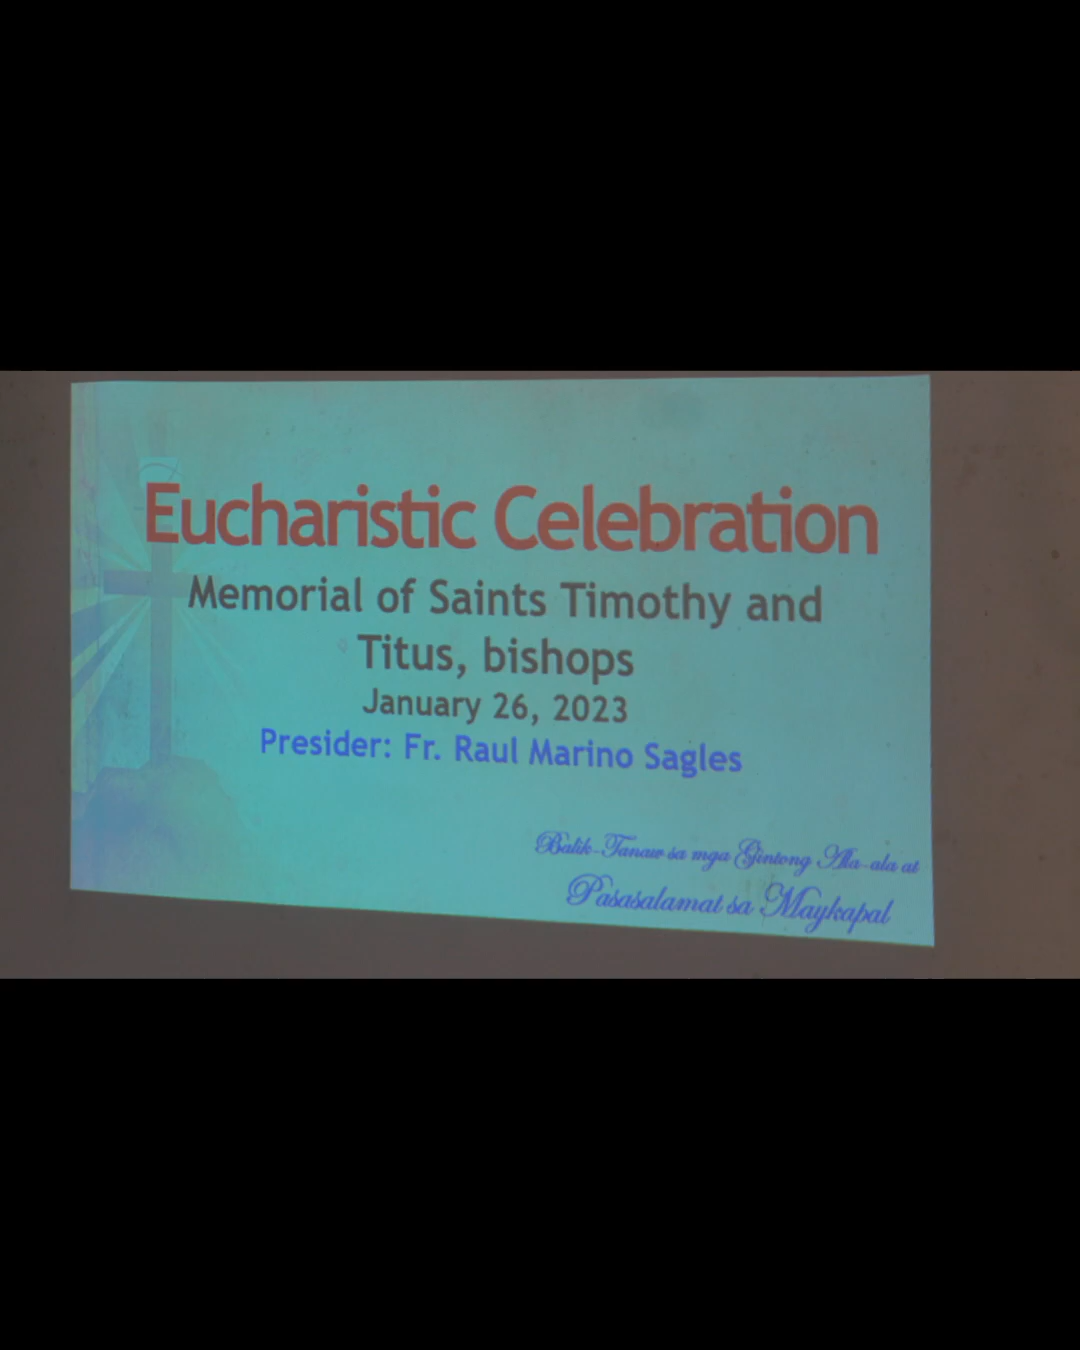 Eucharistic Celebration
Memorial of Saints Timothy and
Titus, bishops
January 26, 2023
Presider: Fr. Raul Marino Sagles
Balik-Tanaw sa mga Gintong Ala-ala at
Pasasalamat sa Maykapal